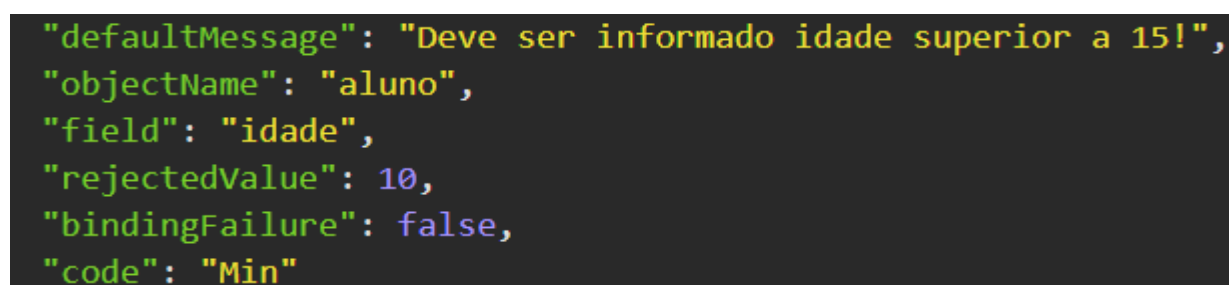 "defaultMessage": "Deve ser informado idade superior a 15!",
"objectName": "aluno",
"field": "idade",
"rejectedValue": 10,
"bindingFailure": false,
"code": "Min"